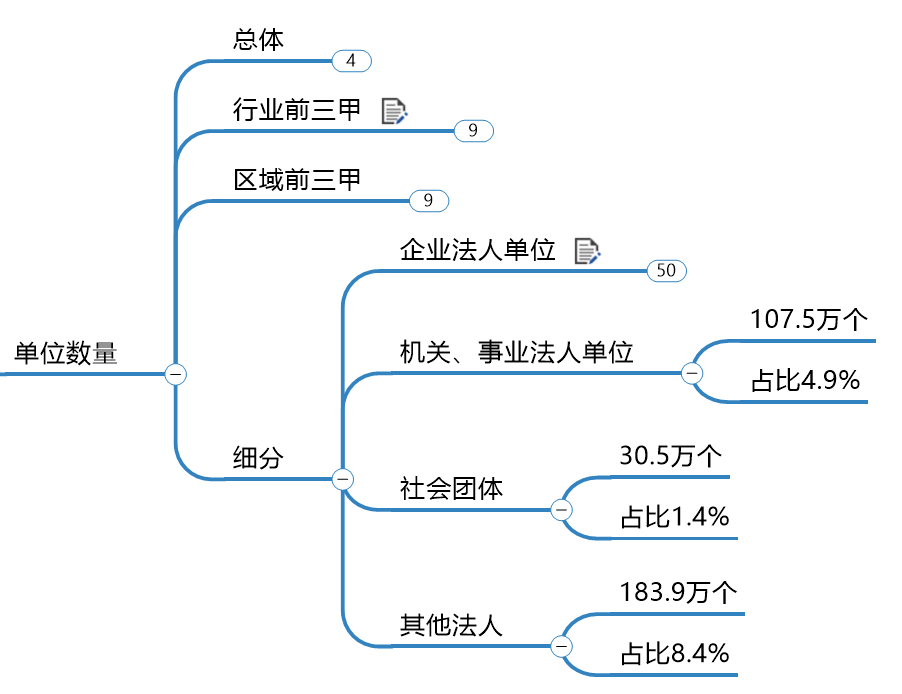 总体
4
行业前三甲
9
区域前三甲
9
企业法人单位
50
107.5万个
单位数量
机关、事业法人单位
占比4.9%
细分
30.5万个
社会团体
占比1.4%
183.9万个
其他法人
占比8.4%